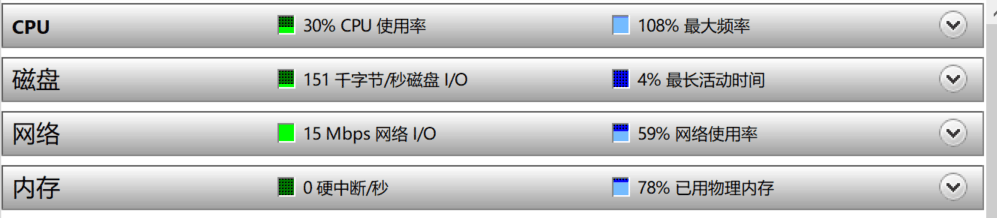 CPU 30% CPU 使用率 108% 最大频率
磁盘 151 千字节/秒磁盘 I/O 4% 最长活动时间
网络 15 Mbps 网络 I/O 59% 网络使用率
内存 0 硬中断/秒 78% 已用物理内存